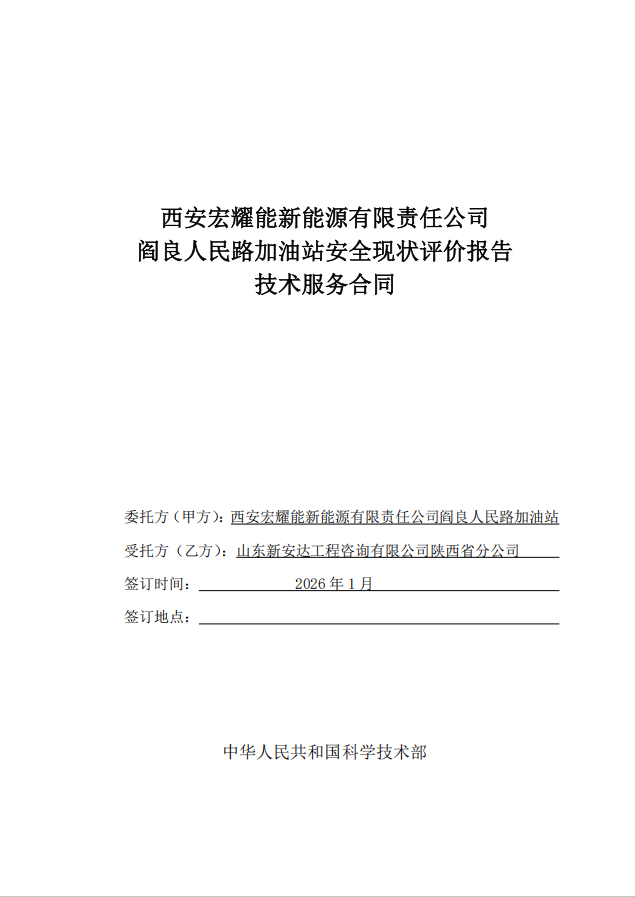 西安宏耀能新能源有限责任公司
阎良人民路加油站安全现状评价报告
技术服务合同
委托方（甲方）：西安宏耀能新能源有限责任公司阎良人民路加油站
受托方（乙方）：山东新安达工程咨询有限公司陕西省分公司
签订时间：2026 年 1 月
签订地点：
中华人民共和国科学技术部